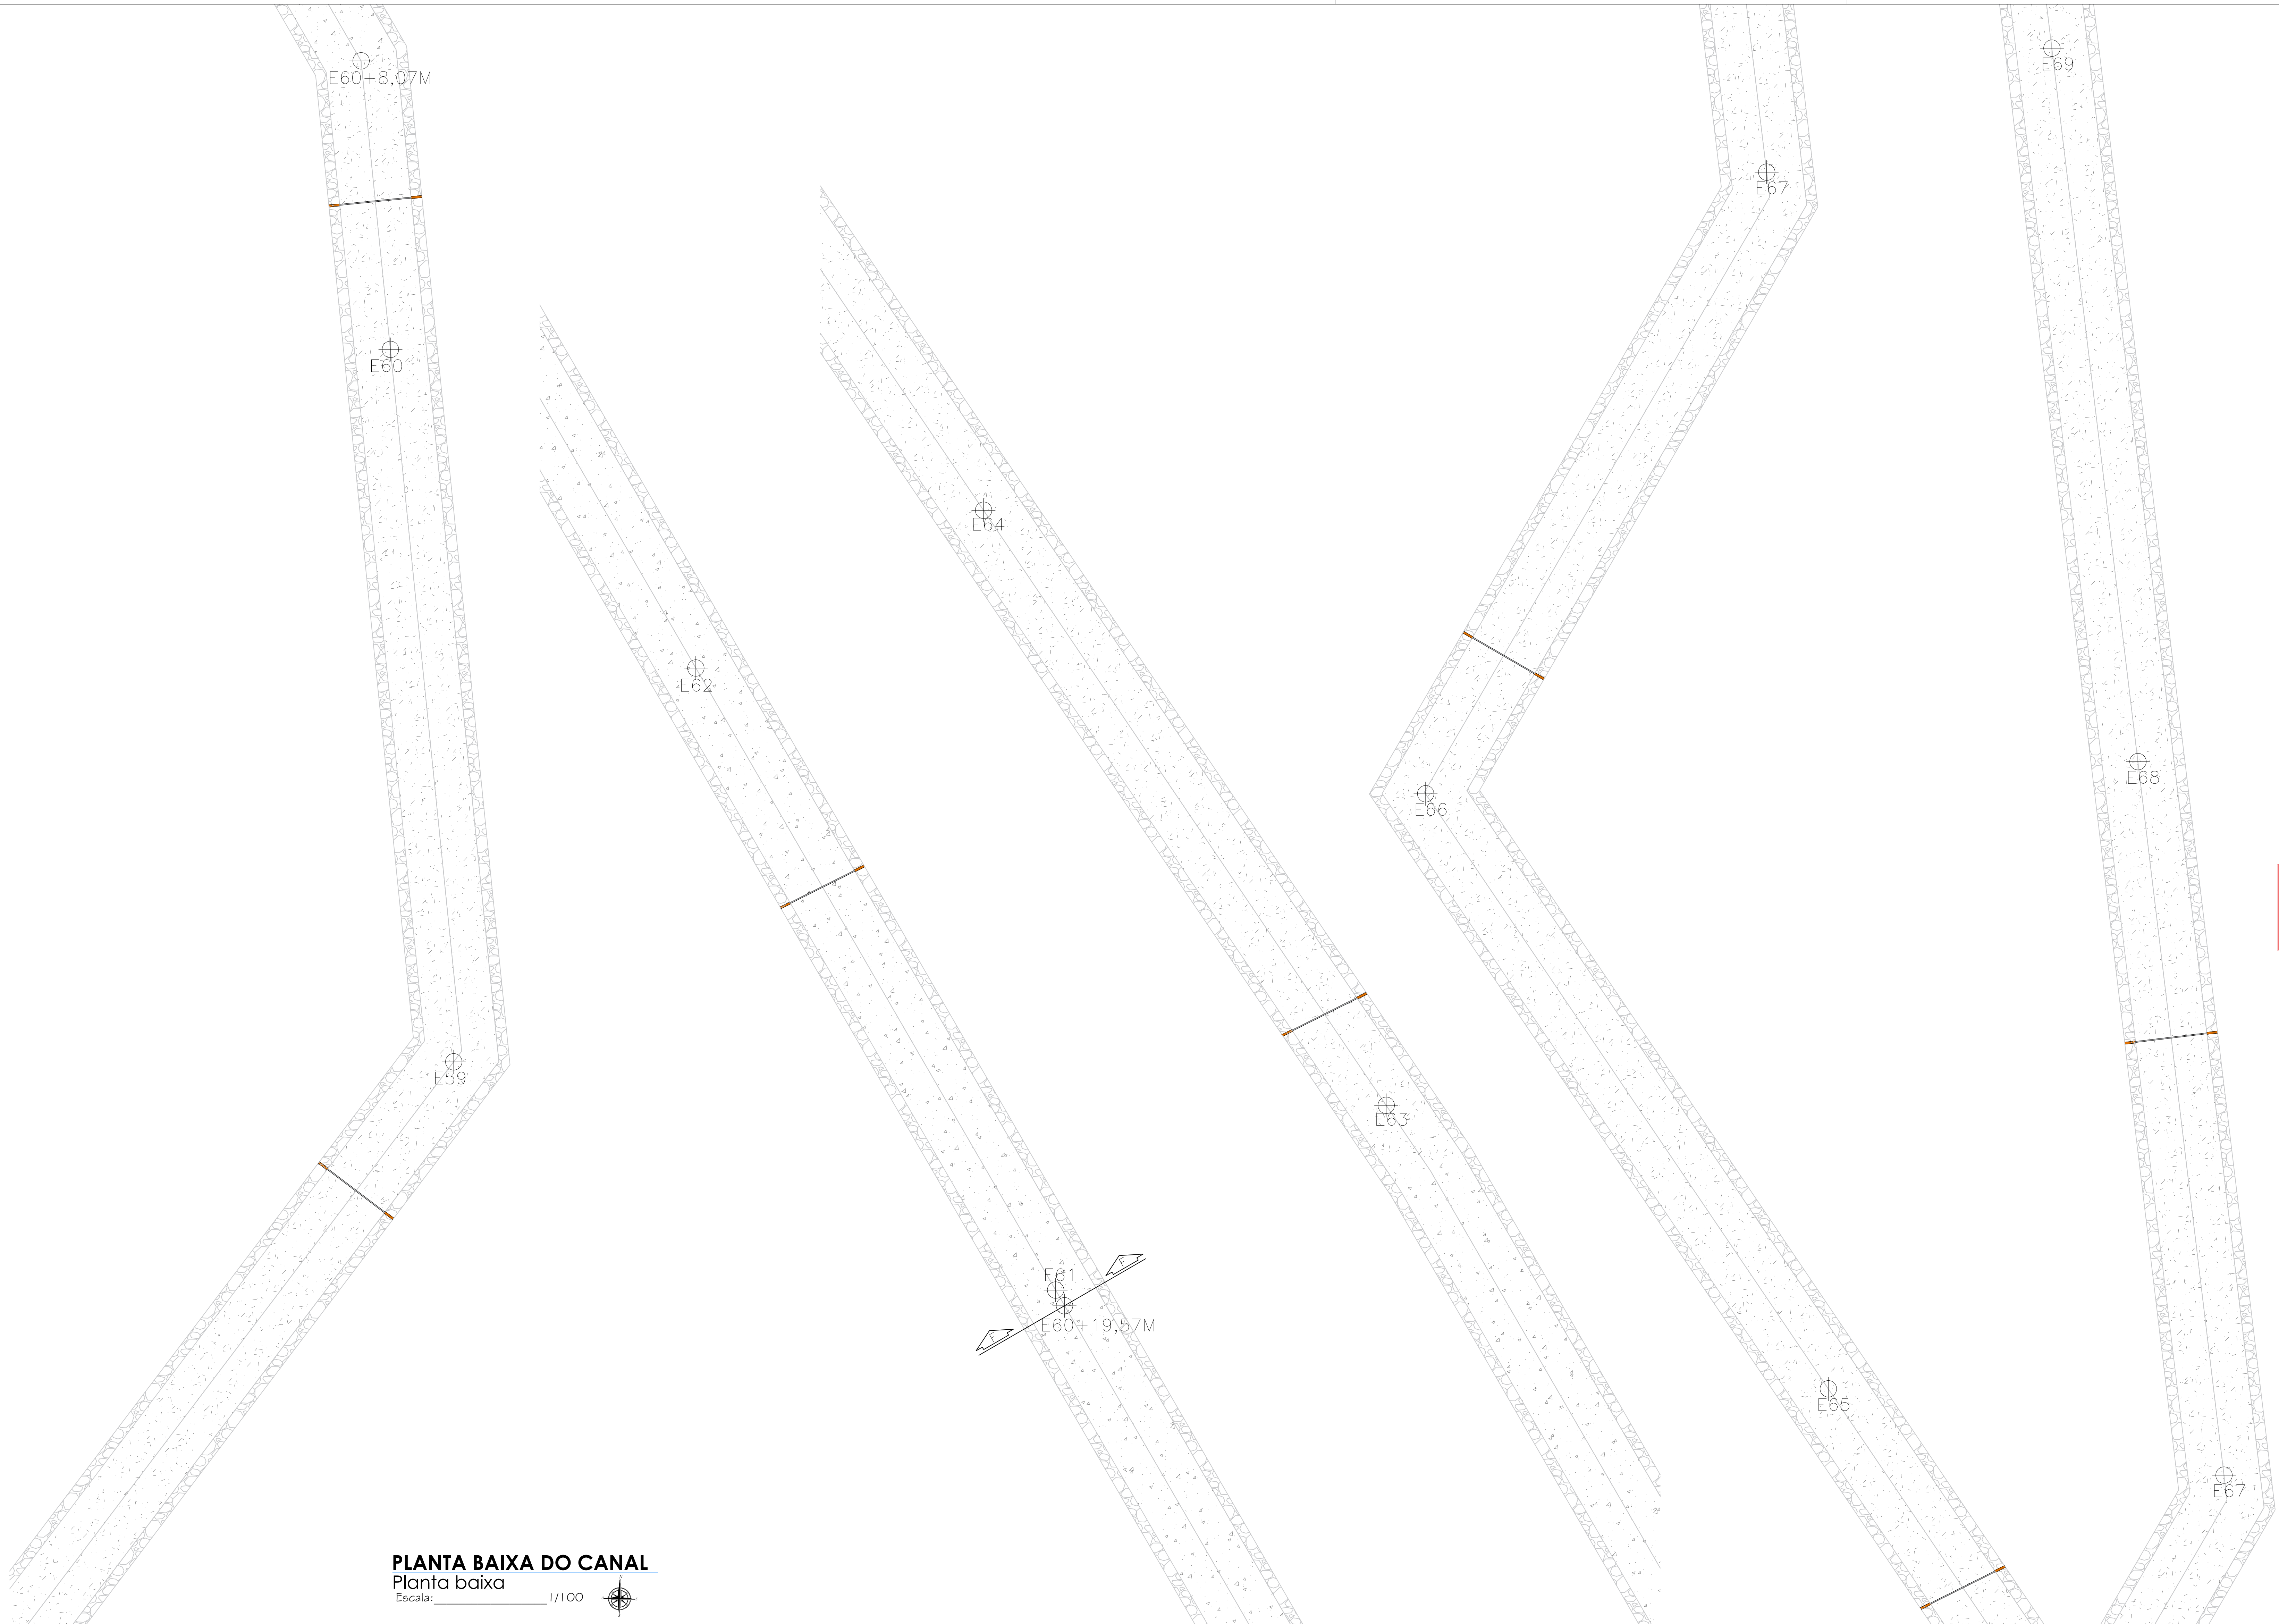 E60+8,07M
E69
E67
E60
E64
E62
E68
E66
E59
E63
F
E61
E60+19,57M
F
E65
E67
PLANTA BAIXA DO CANAL
Planta baixa
Escala: 1/100